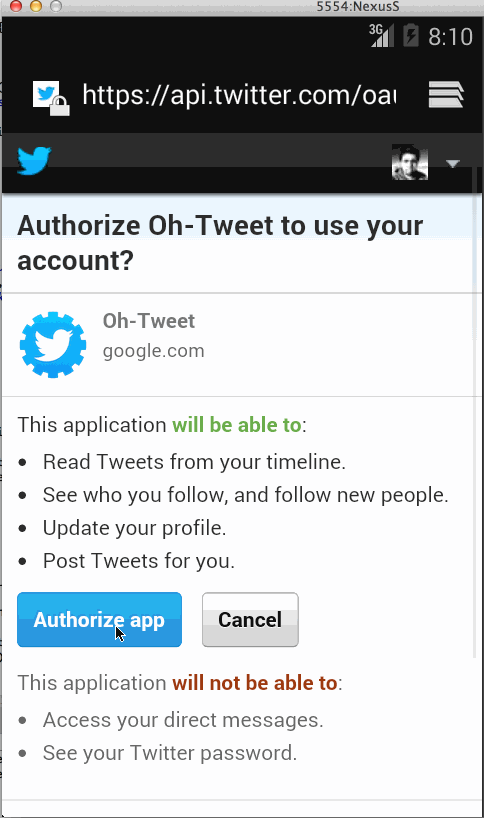 5554:NexusS
3G 8:10
https://api.twitter.com/oau
Authorize Oh-Tweet to use your
account?
Oh-Tweet
google.com
This application will be able to:
• Read Tweets from your timeline.
• See who you follow, and follow new people.
• Update your profile.
• Post Tweets for you.
Authorize app Cancel
This application will not be able to:
• Access your direct messages.
• See your Twitter password.